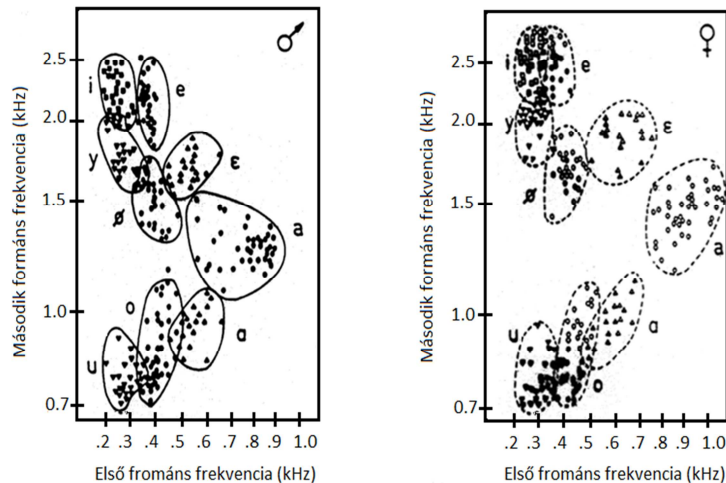 ♂
Második formáns frekvencia (kHz)
2.5
2.0
1.5
1.0
0.7
i
e
y
ɛ
ø
a
o
u
ɑ
.2 .3 .4 .5 .6 .7 .8 .9 1.0
Első frománs frekvencia (kHz)
♀
Második formáns frekvencia (kHz)
2.5
2.0
1.5
1.0
0.7
i
e
y
ε
ø
a
u
ɑ
o
.2 .3 .4 .5 .6 .7 .8 .9 1.0
Első frománs frekvencia (kHz)